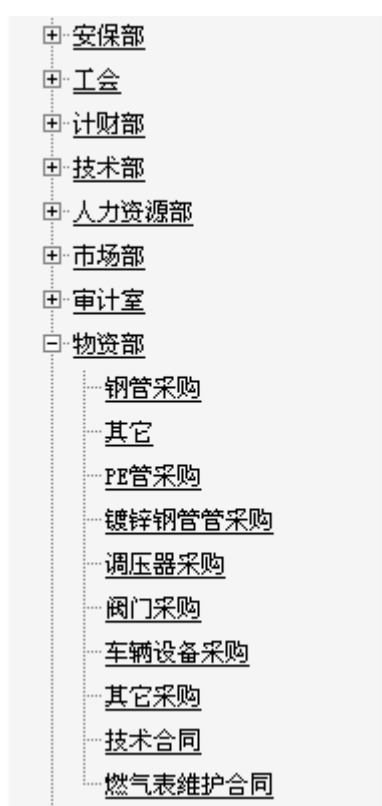 安保部
工会
计财部
技术部
人力资源部
市场部
审计室
物资部
钢管采购
其它
PE管采购
镀锌钢管管采购
调压器采购
阀门采购
车辆设备采购
其它采购
技术合同
燃气表维护合同